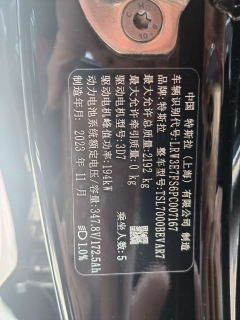 中国 特斯拉（上海）有限公司 制造
车辆识别代号:LRW3E7FS6PC007167
品牌:特斯拉 整车型号:TSL7000BEVAR7
最大允许总质量:2192 kg
最大允许牵引质量:0 kg
驱动电机型号:3D7 乘坐人数:5
驱动电机峰值功率:194kW
动力电池系统额定电压/容量:347.8V/172.5Ah
制造年月: 2023 年 11 月 1.0%